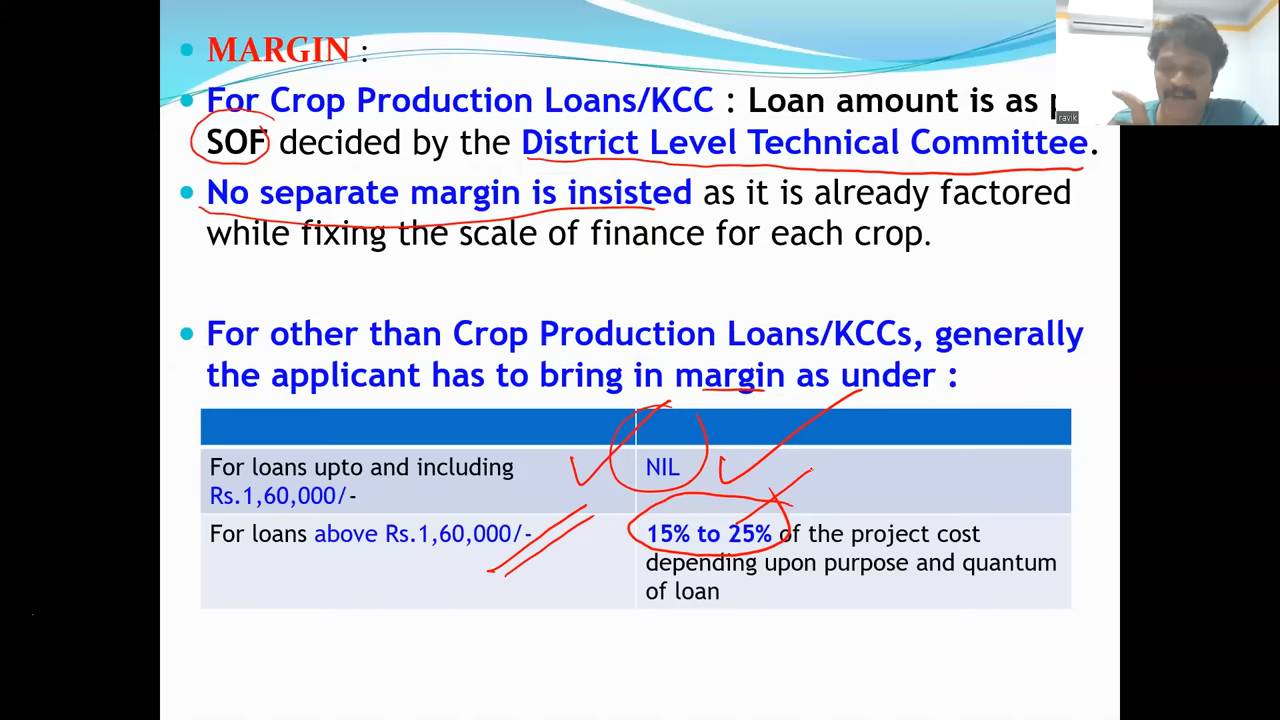 MARGIN :
For Crop Production Loans/KCC : Loan amount is as
SOF decided by the District Level Technical Committee.
No separate margin is insisted as it is already factored
while fixing the scale of finance for each crop.
For other than Crop Production Loans/KCCs, generally
the applicant has to bring in margin as under :
For loans upto and including
Rs.1,60,000/-
NIL
For loans above Rs.1,60,000/-
15% to 25% of the project cost
depending upon purpose and quantum
of loan
ravik